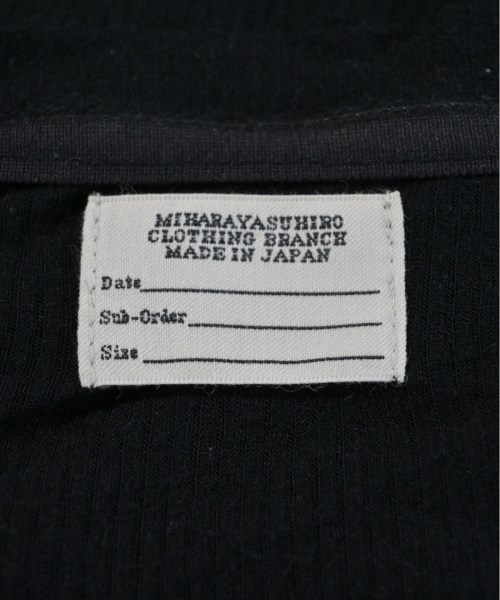 MIHARAYASUHIRO
CLOTHING BRANCH
MADE IN JAPAN
Date
Sub-Order
Size